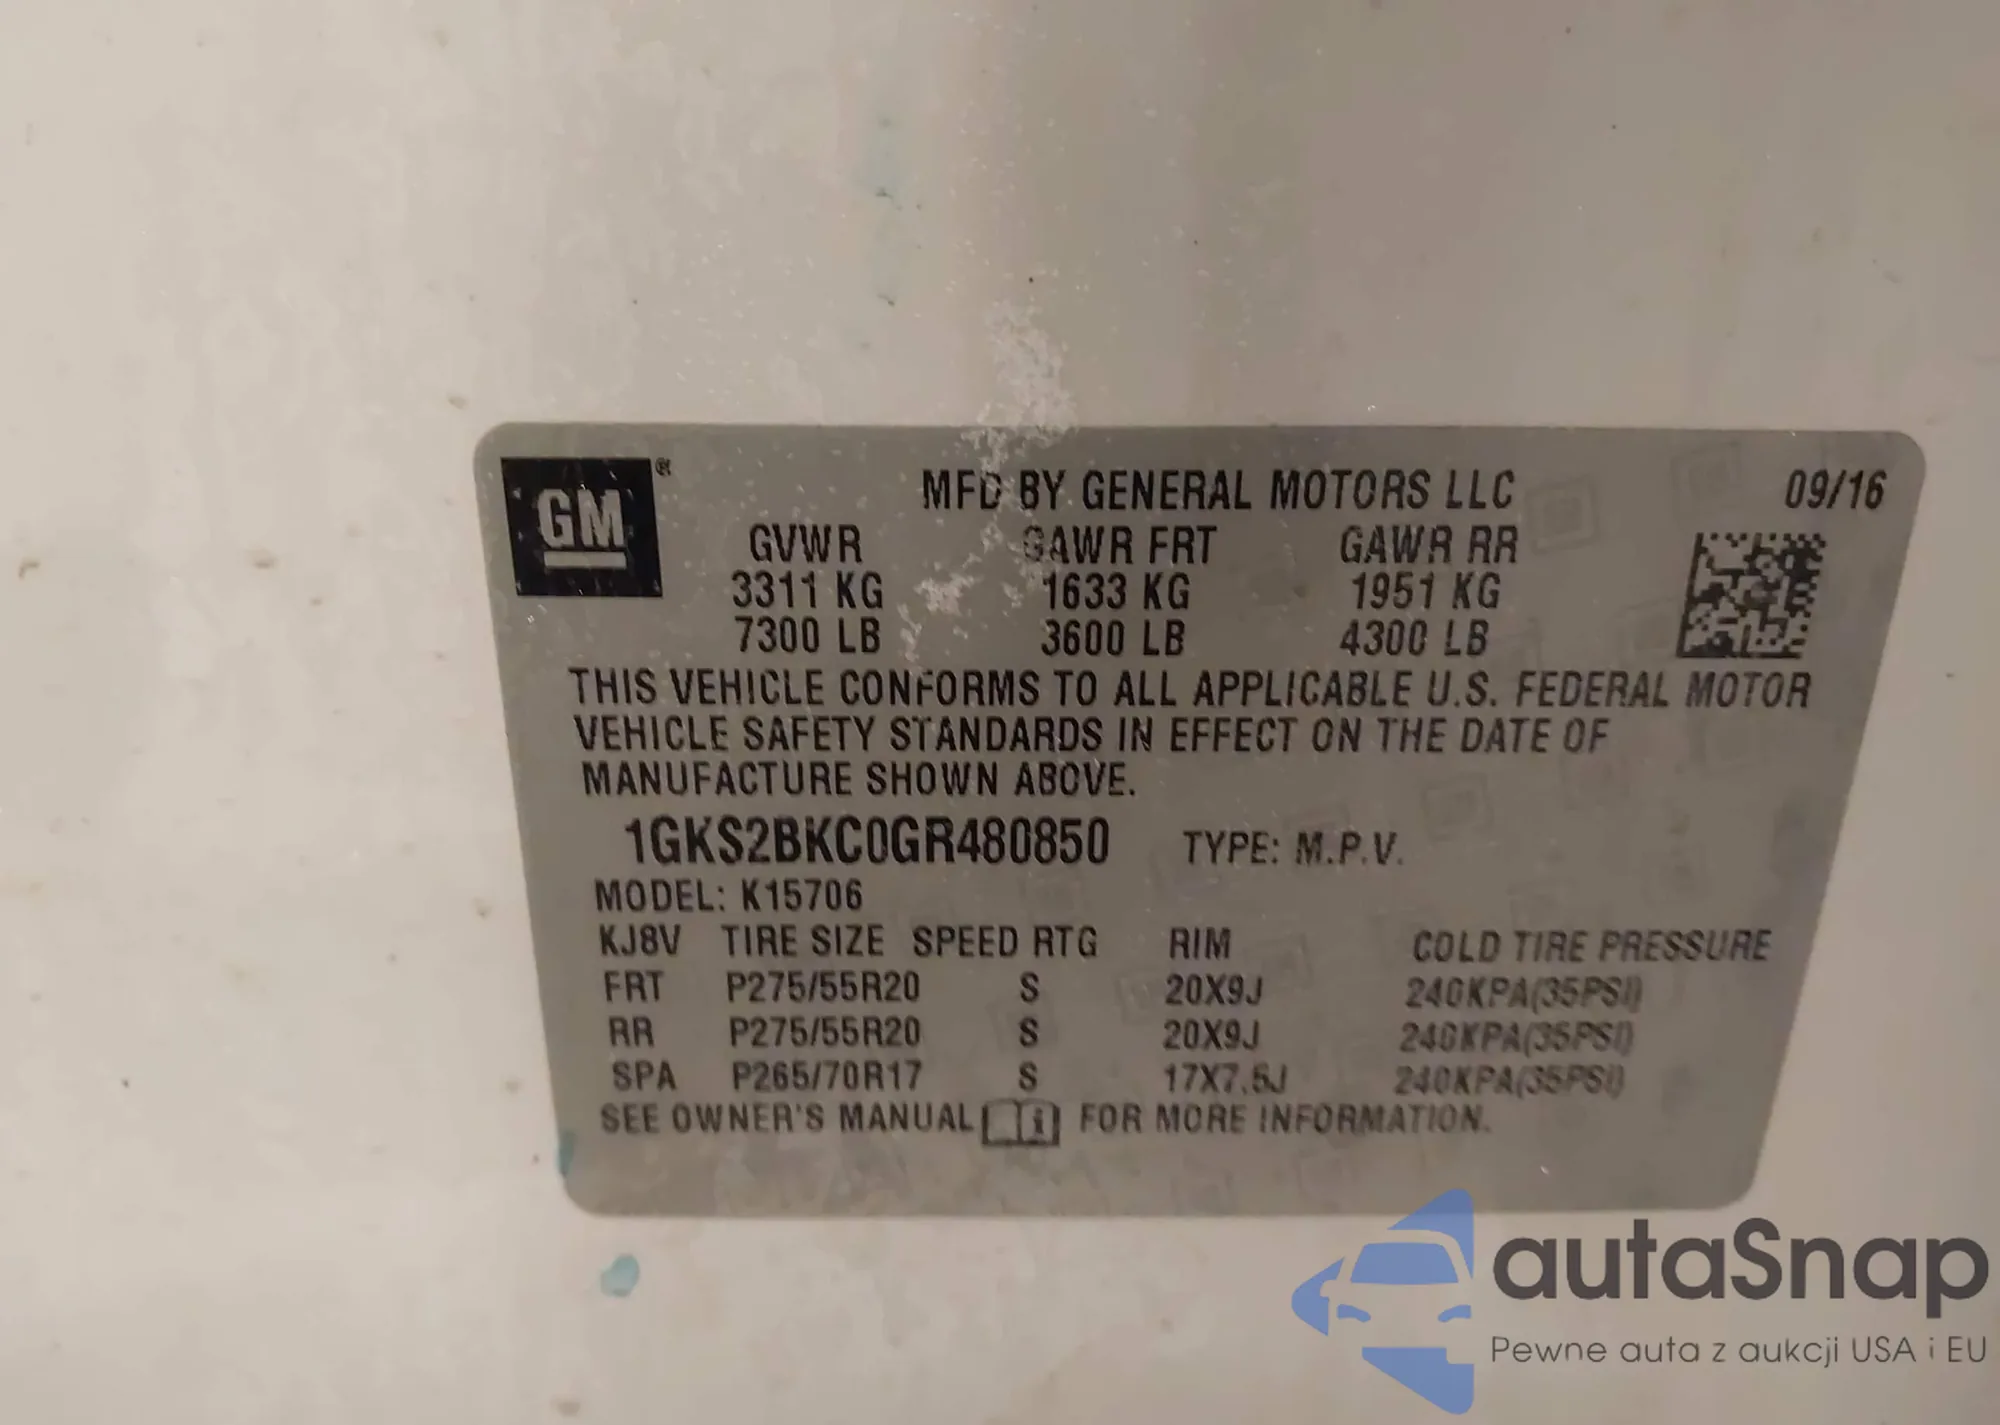 GM®
MFD BY GENERAL MOTORS LLC 09/16
GVWR GAWR FRT GAWR RR
3311 KG 1633 KG 1951 KG
7300 LB 3600 LB 4300 LB
THIS VEHICLE CONFORMS TO ALL APPLICABLE U.S. FEDERAL MOTOR
VEHICLE SAFETY STANDARDS IN EFFECT ON THE DATE OF
MANUFACTURE SHOWN ABOVE.
1GKS2BKC0GR480850 TYPE: M.P.V.
MODEL: K15706
KJ8V TIRE SIZE SPEED RTG RIM COLD TIRE PRESSURE
FRT P275/55R20 S 20X9J 240KPA(35PSI)
RR P275/55R20 S 20X9J 240KPA(35PSI)
SPA P265/70R17 S 17X7.5J 240KPA(35PSI)
SEE OWNER'S MANUAL i FOR MORE INFORMATION.
autaSnap
Pewne auta z aukcji USA i EU